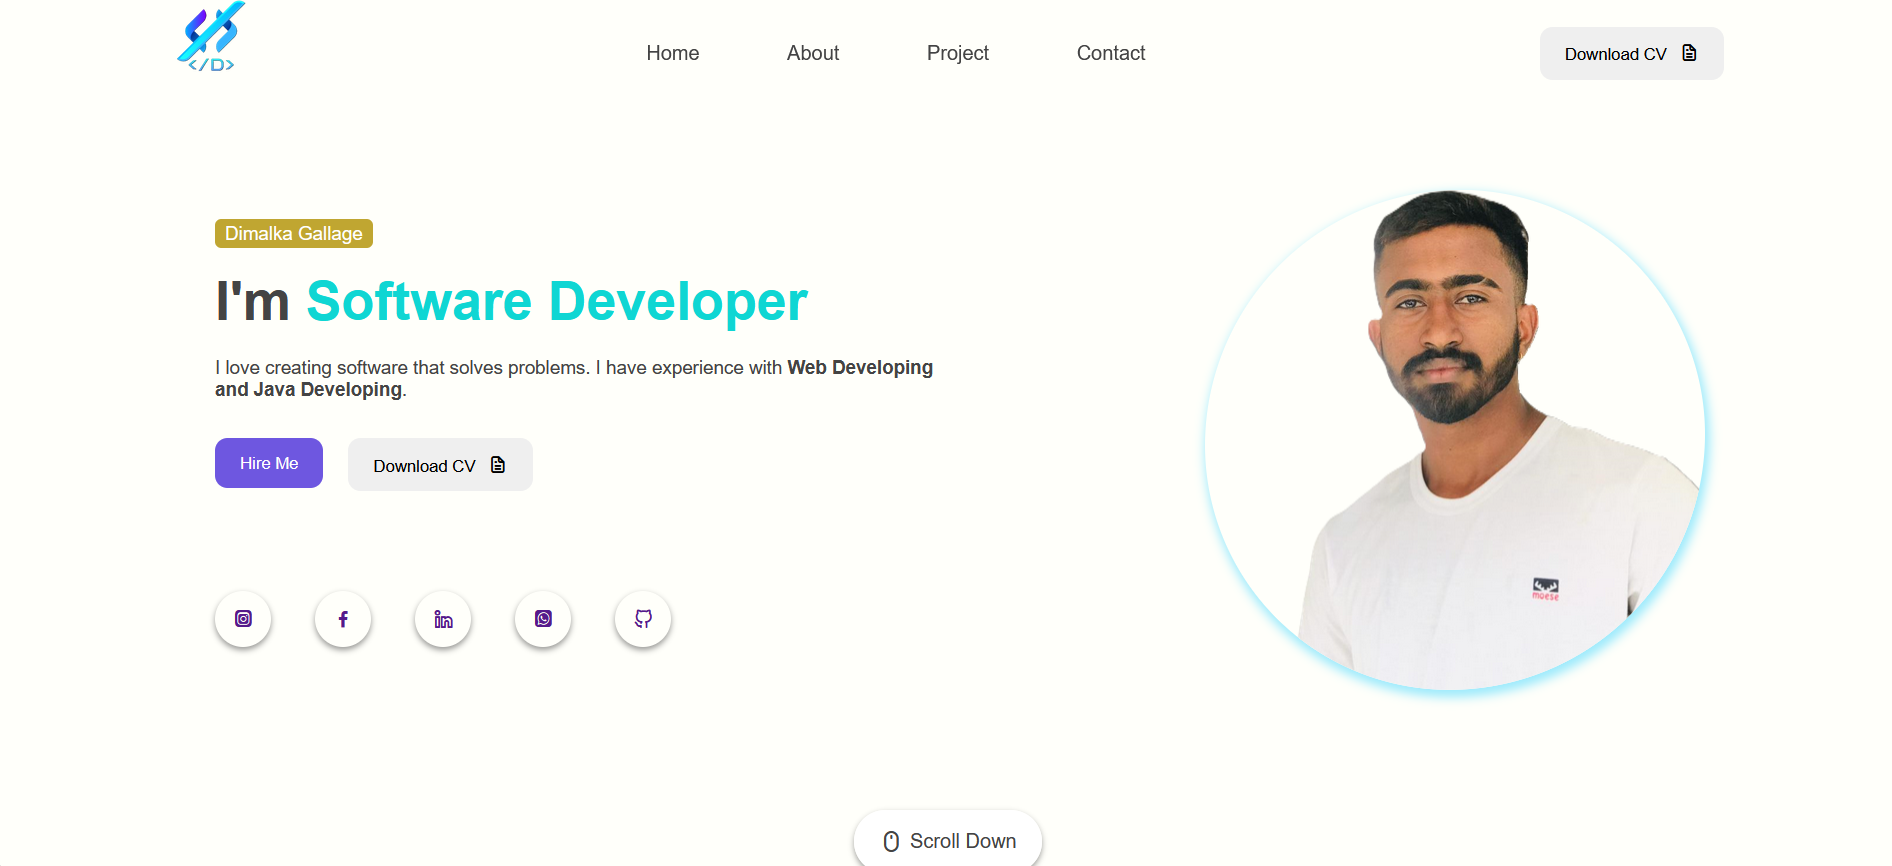 </D>
Home
About
Project
Contact
Download CV
Dimalka Gallage
I'm Software Developer
I love creating software that solves problems. I have experience with Web Developing
and Java Developing.
Hire Me
Download CV
in
moese
Scroll Down